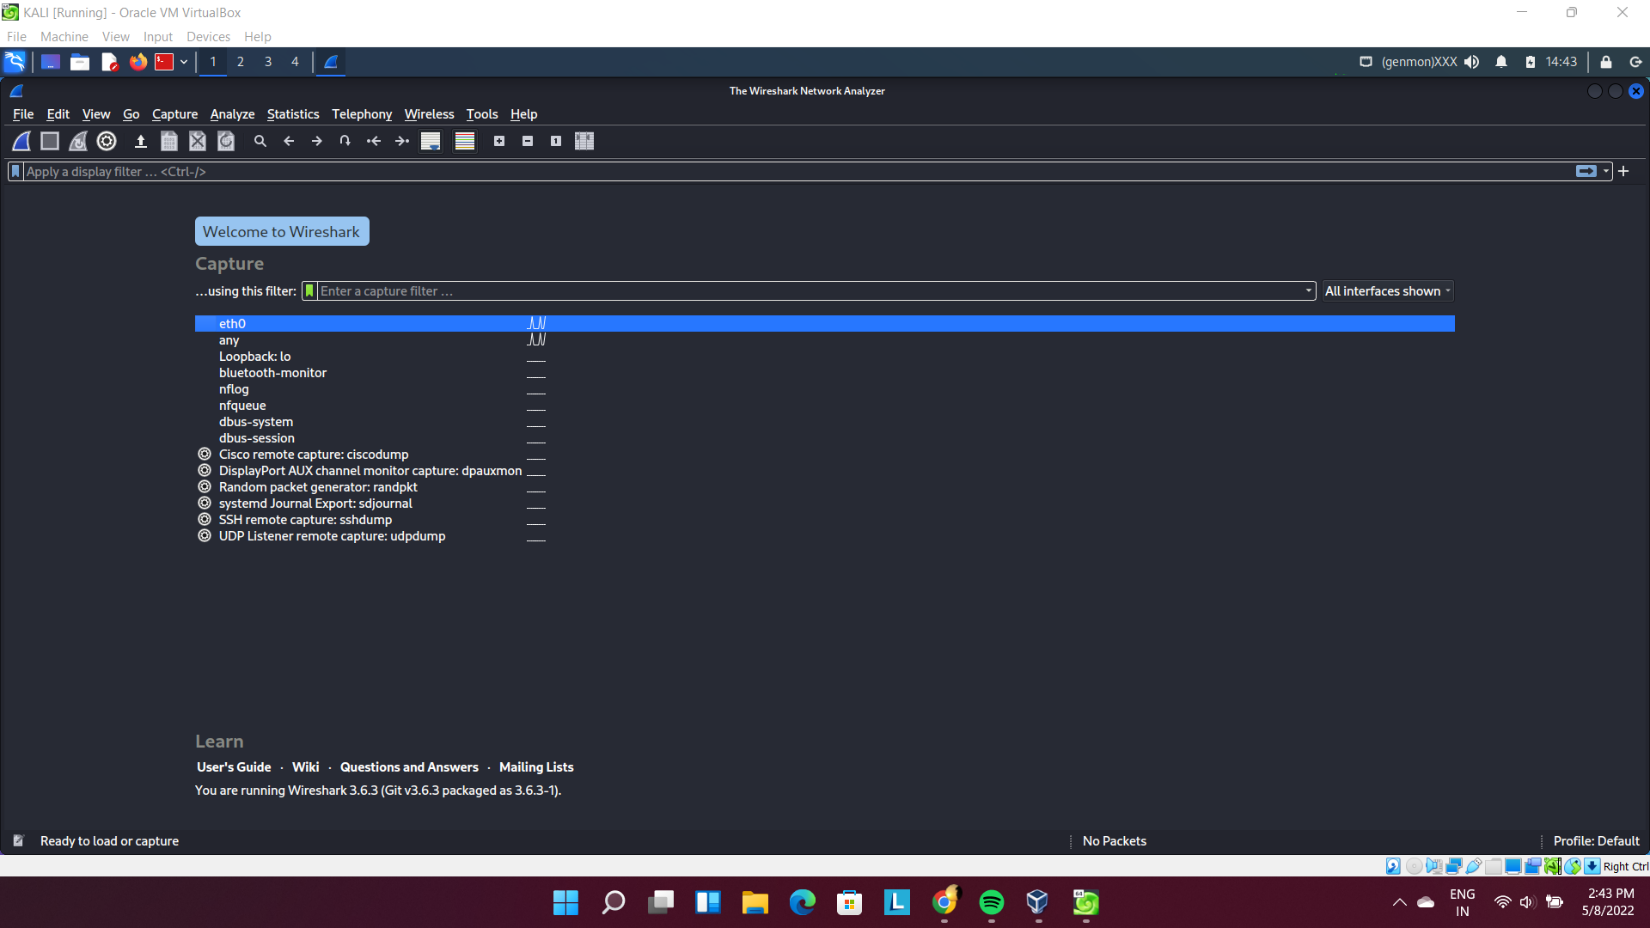 KALI [Running] - Oracle VM VirtualBox
File Machine View Input Devices Help
1 2 3 4 (genmon)XXX 14:43
The Wireshark Network Analyzer
File Edit View Go Capture Analyze Statistics Telephony Wireless Tools Help
Apply a display filter ... <Ctrl-/>
Welcome to Wireshark
Capture
...using this filter: Enter a capture filter ... All interfaces shown
eth0
any
Loopback: lo
bluetooth-monitor
nflog
nfqueue
dbus-system
dbus-session
Cisco remote capture: ciscodump
DisplayPort AUX channel monitor capture: dpauxmon
Random packet generator: randpkt
systemd Journal Export: sdjournal
SSH remote capture: sshdump
UDP Listener remote capture: udpdump
Learn
User's Guide · Wiki · Questions and Answers · Mailing Lists
You are running Wireshark 3.6.3 (Git v3.6.3 packaged as 3.6.3-1).
Ready to load or capture No Packets Profile: Default
Right Ctrl
ENG 2:43 PM
IN 5/8/2022